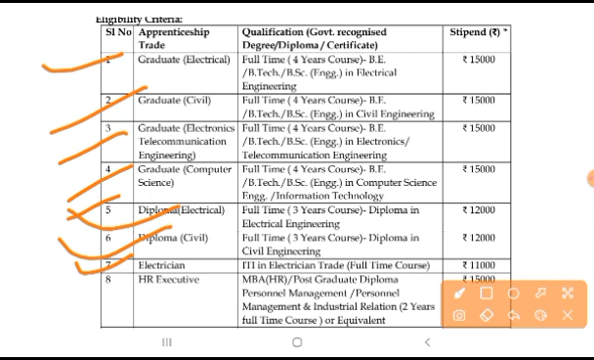 Eligibility Criteria:
Sl No Apprenticeship Trade Qualification (Govt. recognised Degree/Diploma / Certificate) Stipend (₹) *
1 Graduate (Electrical) Full Time ( 4 Years Course)- B.E. ₹ 15000
/B.Tech./B.Sc. (Engg.) in Electrical
Engineering
2 Graduate (Civil) Full Time ( 4 Years Course)- B.E. ₹ 15000
/B.Tech./B.Sc. (Engg.) in Civil Engineering
3 Graduate (Electronics Full Time ( 4 Years Course)- B.E. ₹ 15000
Telecommunication /B.Tech./B.Sc. (Engg.) in Electronics/
Engineering) Telecommunication Engineering
4 Graduate (Computer Full Time ( 4 Years Course)- B.E. ₹ 15000
Science) /B.Tech./B.Sc. (Engg.) in Computer Science
Engg. /Information Technology
5 Diploma(Electrical) Full Time ( 3 Years Course)- Diploma in ₹ 12000
Electrical Engineering
6 Diploma (Civil) Full Time ( 3 Years Course)- Diploma in ₹ 12000
Civil Engineering
7 Electrician ITI in Electrician Trade (Full Time Course) ₹ 11000
8 HR Executive MBA(HR)/Post Graduate Diploma ₹ 15000
Personnel Management /Personnel
Management & Industrial Relation (2 Years
full Time Course ) or Equivalent